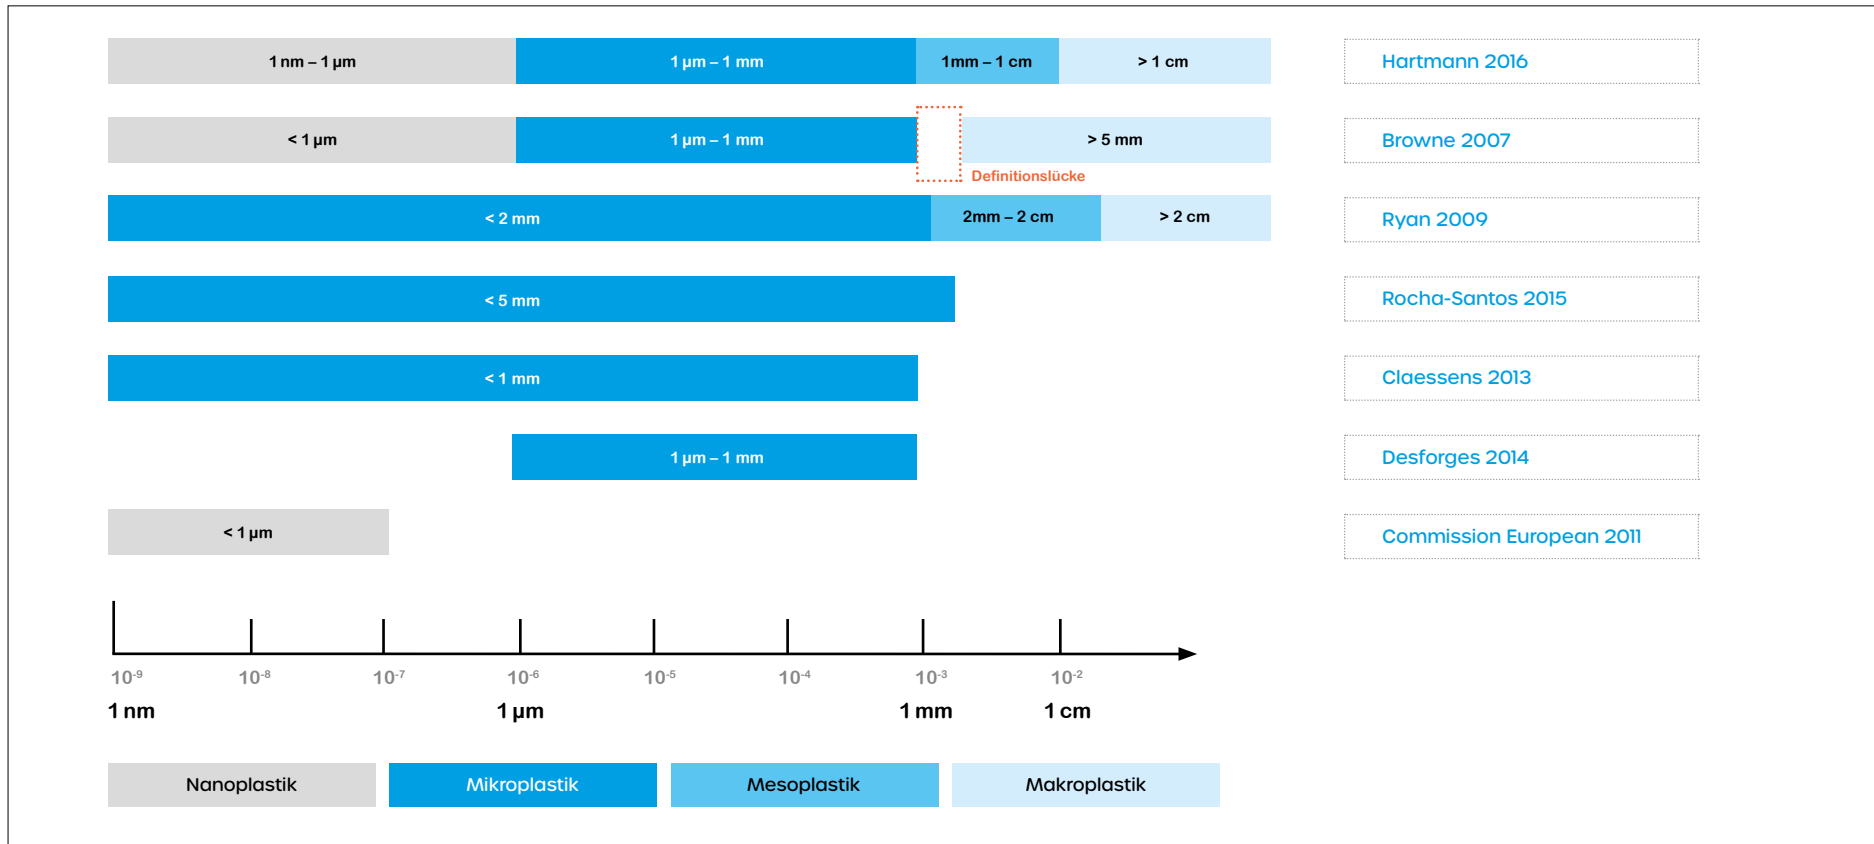 1 nm – 1 µm 1 µm – 1 mm 1mm – 1 cm > 1 cm Hartmann 2016
< 1 µm 1 µm – 1 mm > 5 mm Browne 2007
Definitionslücke
< 2 mm 2mm – 2 cm > 2 cm Ryan 2009
< 5 mm Rocha-Santos 2015
< 1 mm Claessens 2013
1 µm – 1 mm Desforges 2014
< 1 µm Commission European 2011
10⁻⁹ 10⁻⁸ 10⁻⁷ 10⁻⁶ 10⁻⁵ 10⁻⁴ 10⁻³ 10⁻²
1 nm 1 µm 1 mm 1 cm
Nanoplastik Mikroplastik Mesoplastik Makroplastik